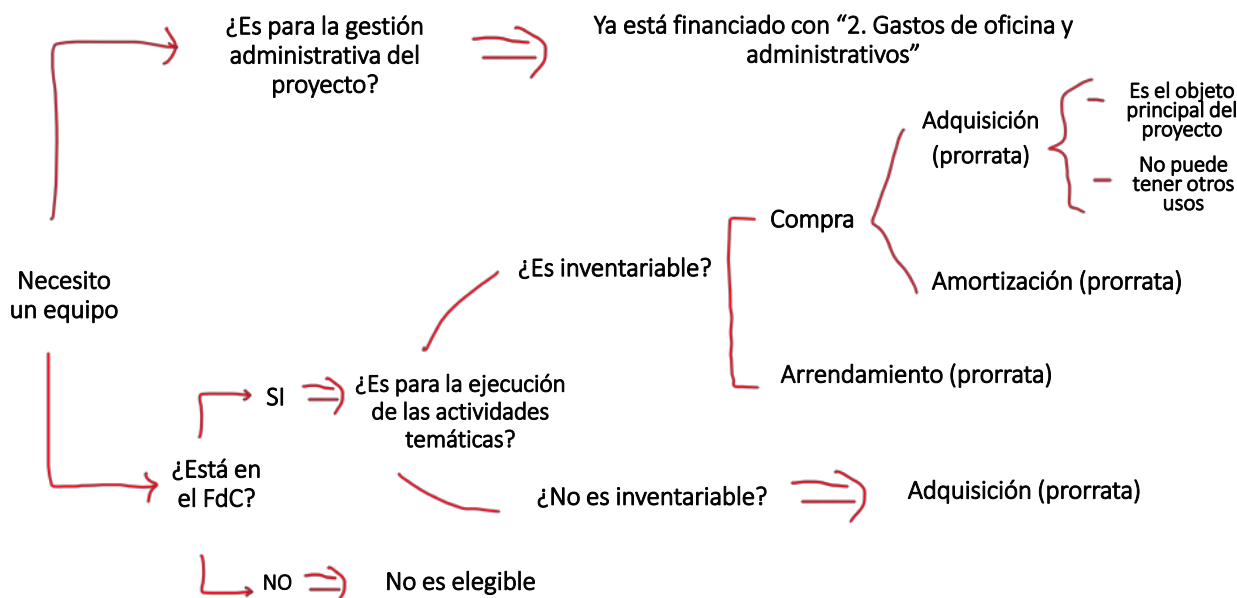 ¿Es para la gestión
administrativa del
proyecto?
Ya está financiado con “2. Gastos de oficina y
administrativos”
Es el objeto
principal del
proyecto
Adquisición
(prorrata)
No puede
tener otros
usos
Compra
¿Es inventariable?
Necesito
un equipo
Amortización (prorrata)
Arrendamiento (prorrata)
SI
¿Es para la ejecución
de las actividades
temáticas?
¿Está en
el FdC?
¿No es inventariable?
Adquisición (prorrata)
NO
No es elegible